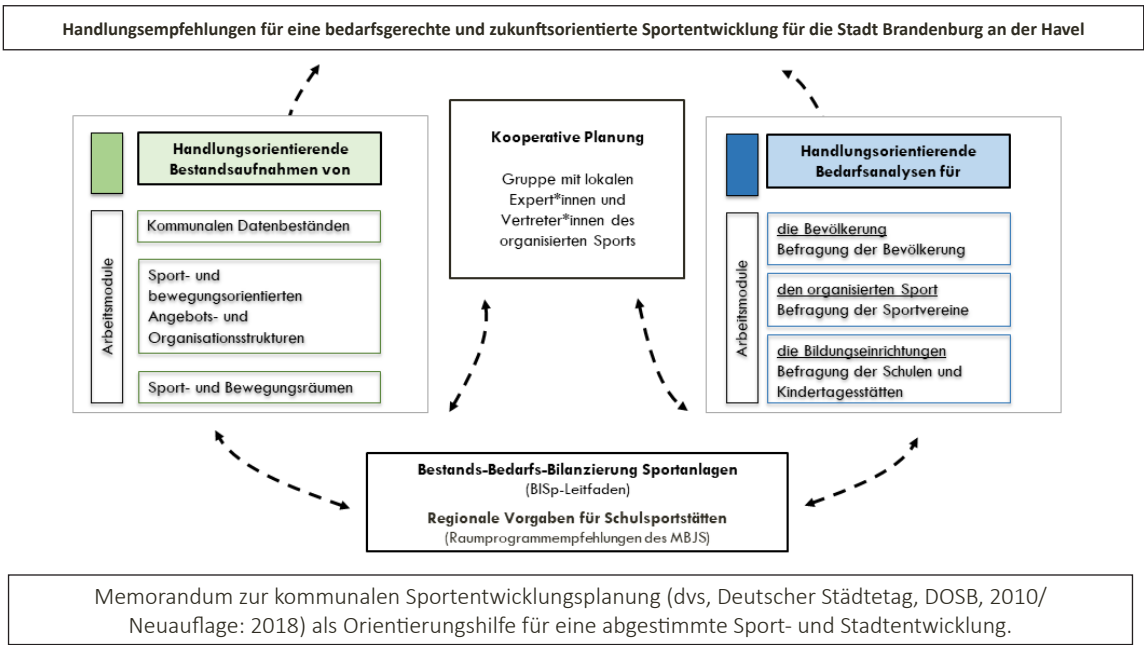 Handlungsempfehlungen für eine bedarfsgerechte und zukunftsorientierte Sportentwicklung für die Stadt Brandenburg an der Havel
Handlungsorientierende
Bestandsaufnahmen von
Arbeitsmodule
Kommunalen Datenbeständen
Sport- und
bewegungsorientierten
Angebots- und
Organisationsstrukturen
Sport- und Bewegungsräumen
Kooperative Planung
Gruppe mit lokalen
Expert*innen und
Vertreter*innen des
organisierten Sports
Handlungsorientierende
Bedarfsanalysen für
Arbeitsmodule
die Bevölkerung
Befragung der Bevölkerung
den organisierten Sport
Befragung der Sportvereine
die Bildungseinrichtungen
Befragung der Schulen und
Kindertagesstätten
Bestands-Bedarfs-Bilanzierung Sportanlagen
(BISp-Leitfaden)
Regionale Vorgaben für Schulsportstätten
(Raumprogrammempfehlungen des MBJS)
Memorandum zur kommunalen Sportentwicklungsplanung (dvs, Deutscher Städtetag, DOSB, 2010/
Neuauflage: 2018) als Orientierungshilfe für eine abgestimmte Sport- und Stadtentwicklung.